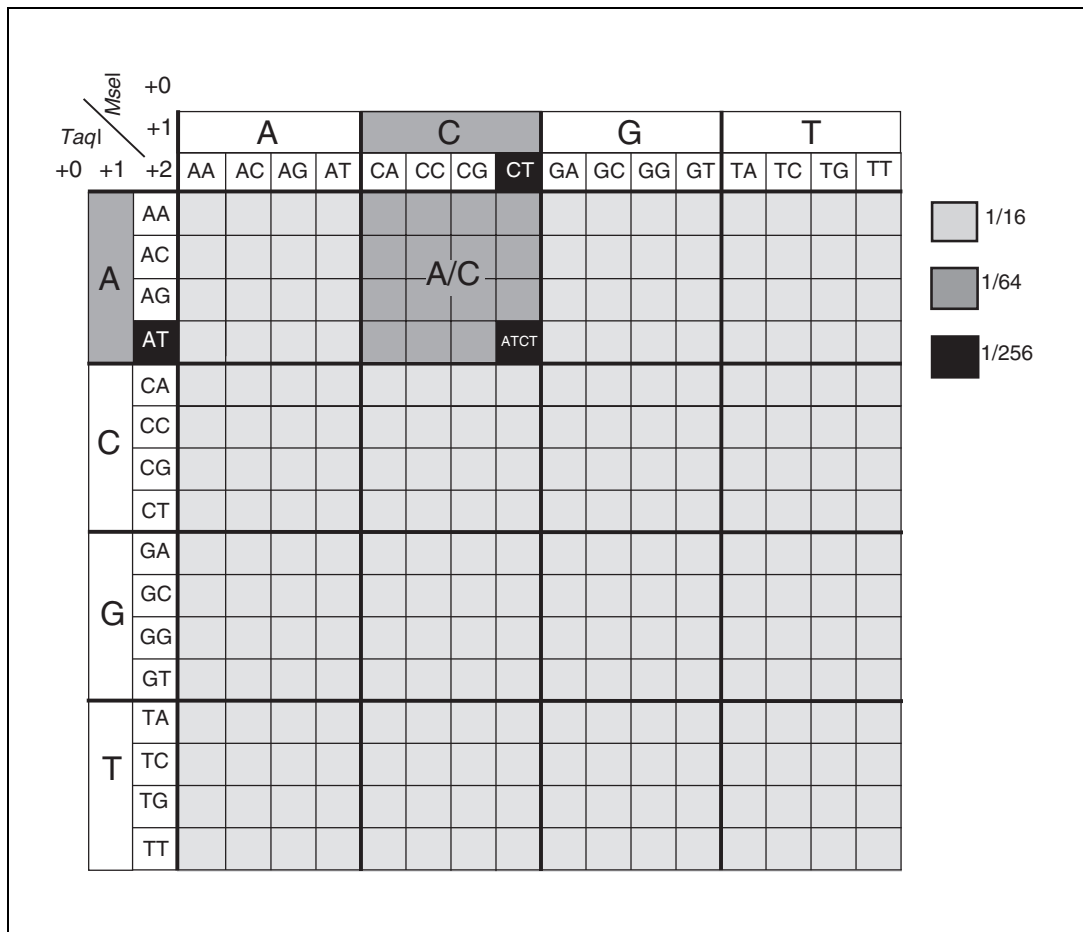 MseI +0
TaqI +1 A C G T
+0 +1 +2 AA AC AG AT CA CC CG CT GA GC GG GT TA TC TG TT
AA
1/16
AC
A A/C
1/64
AG
AT ATCT
1/256
CA
CC
C
CG
CT
GA
GC
G
GG
GT
TA
TC
T
TG
TT